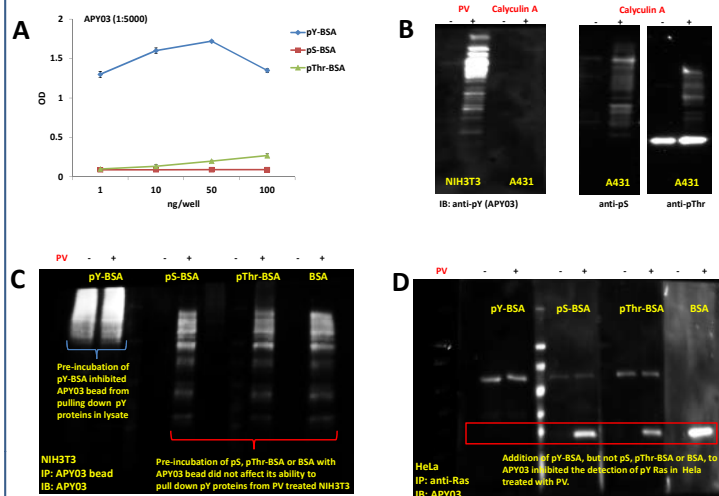 A
APY03 (1:5000)
2
1.5
1
0.5
0
OD
1 10 50 100
ng/well
pY-BSA
pS-BSA
pThr-BSA
B
PV Calyculin A
- + - +
NIH3T3 A431
IB: anti-pY (APY03)
Calyculin A
- + - +
A431 A431
anti-pS anti-pThr
C
PV - + - + - + - +
pY-BSA pS-BSA pThr-BSA BSA
Pre-incubation of
pY-BSA inhibited
APY03 bead from
pulling down pY
proteins in lysate
NIH3T3
IP: APY03 bead
IB: APY03
Pre-incubation of pS, pThr-BSA or BSA with
APY03 bead did not affect its ability to
pull down pY proteins from PV treated NIH3T3
D
PV - + - + - + - +
pY-BSA pS-BSA pThr-BSA BSA
HeLa
IP: anti-Ras
IB: APY03
Addition of pY-BSA, but not pS, pThr-BSA or BSA, to
APY03 inhibited the detection of pY Ras in Hela
treated with PV.